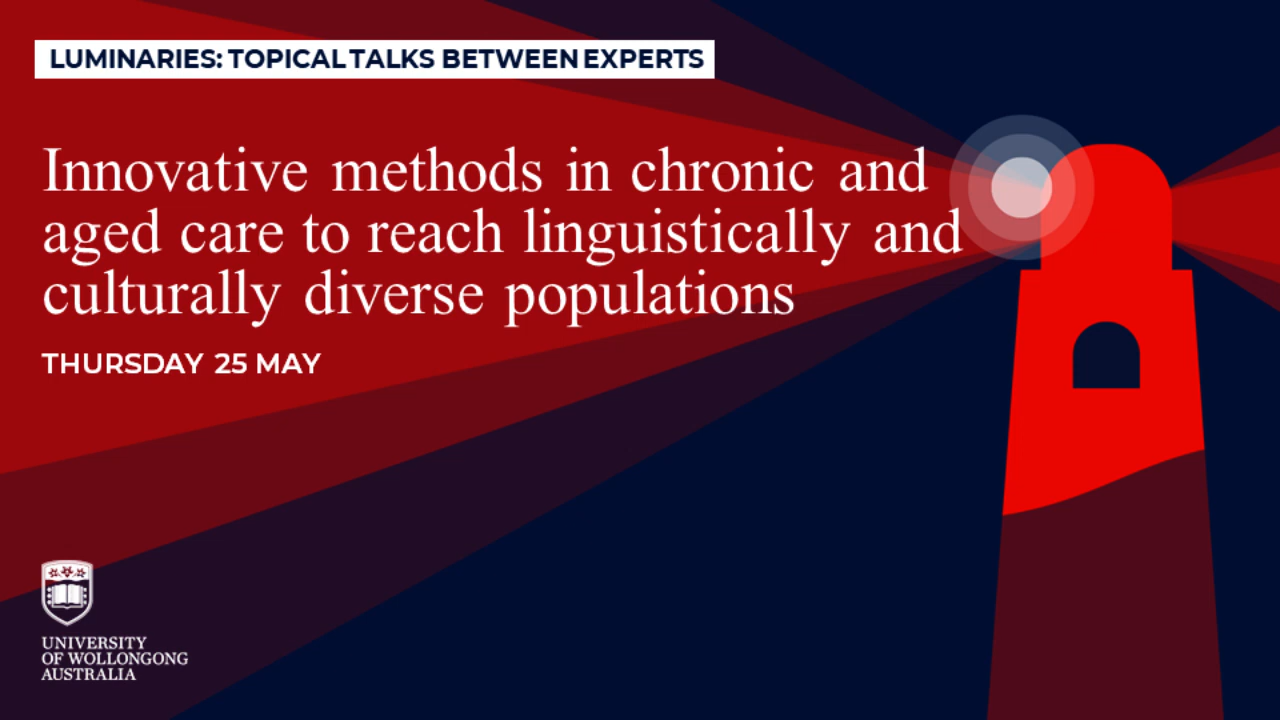 LUMINARIES: TOPICAL TALKS BETWEEN EXPERTS
Innovative methods in chronic and
aged care to reach linguistically and
culturally diverse populations
THURSDAY 25 MAY
UNIVERSITY
OF WOLLONGONG
AUSTRALIA